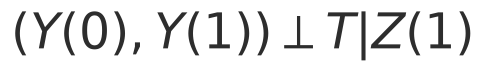 (Y(0), Y(1)) ⊥ T|Z(1)